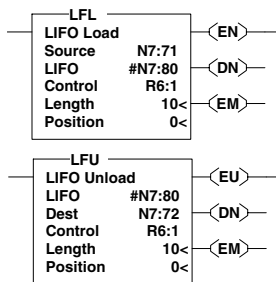 LFL
LIFO Load
Source N7:71
LIFO #N7:80
Control R6:1
Length 10<
Position 0<
EN
DN
EM
LFU
LIFO Unload
LIFO #N7:80
Dest N7:72
Control R6:1
Length 10<
Position 0<
EU
DN
EM